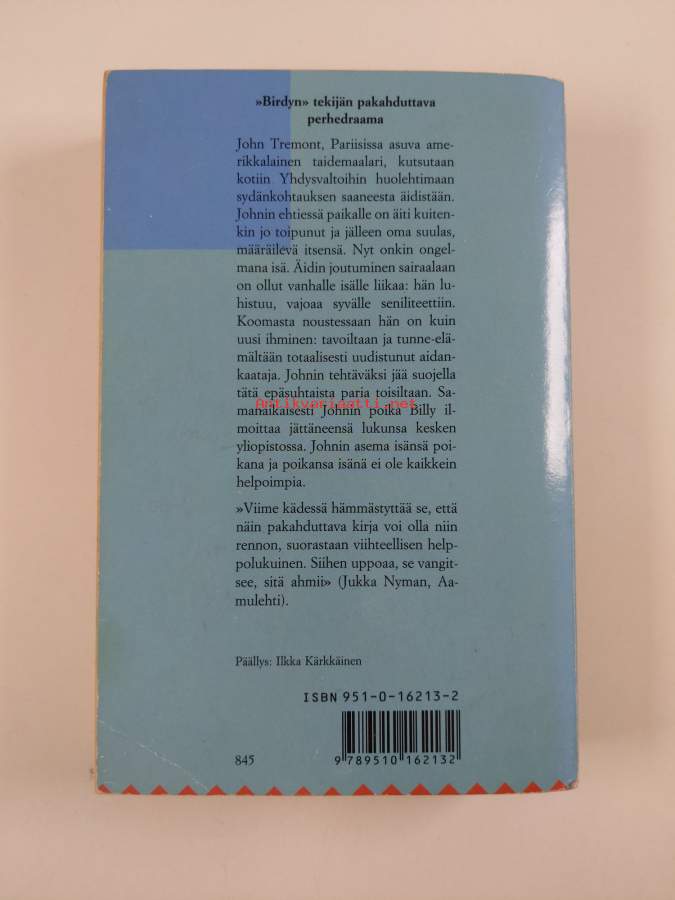 »Birdyn» tekijän pakahduttava
perhedraama
John Tremont, Pariisissa asuva ame-
rikkalainen taidemaalari, kutsutaan
kotiin Yhdysvaltoihin huolehtimaan
sydänkohtauksen saaneesta äidistään.
Johnin ehtiessä paikalle on äiti kuiten-
kin jo toipunut ja jälleen oma suulas,
määräilevä itsensä. Nyt onkin ongel-
mana isä. Äidin joutuminen sairaalaan
on ollut vanhalle isälle liikaa: hän lu-
histuu, vajoaa syvälle seniliteettiin.
Koomasta noustessaan hän on kuin
uusi ihminen: tavoiltaan ja tunne-elä-
mältään totaalisesti uudistunut aidan-
kaataja. Johnin tehtäväksi jää suojella
tätä epäsuhtaista paria toisiltaan. Sa-
Antikvariaatti.net
manaikaisesti Johnin poika Billy il-
moittaa jättäneensä lukunsa kesken
yliopistossa. Johnin asema isänsä poi-
kana ja poikansa isänä ei ole kaikkein
helpoimpia.
»Viime kädessä hämmästyttää se, että
näin pakahduttava kirja voi olla niin
rennon, suorastaan viihteellisen help-
polukuinen. Siihen uppoaa, se vangit-
see, sitä ahmii» (Jukka Nyman, Aa-
mulehti).
Päällys: Ilkka Kärkkäinen
ISBN 951-0-16213-2
845
9 789510 162132